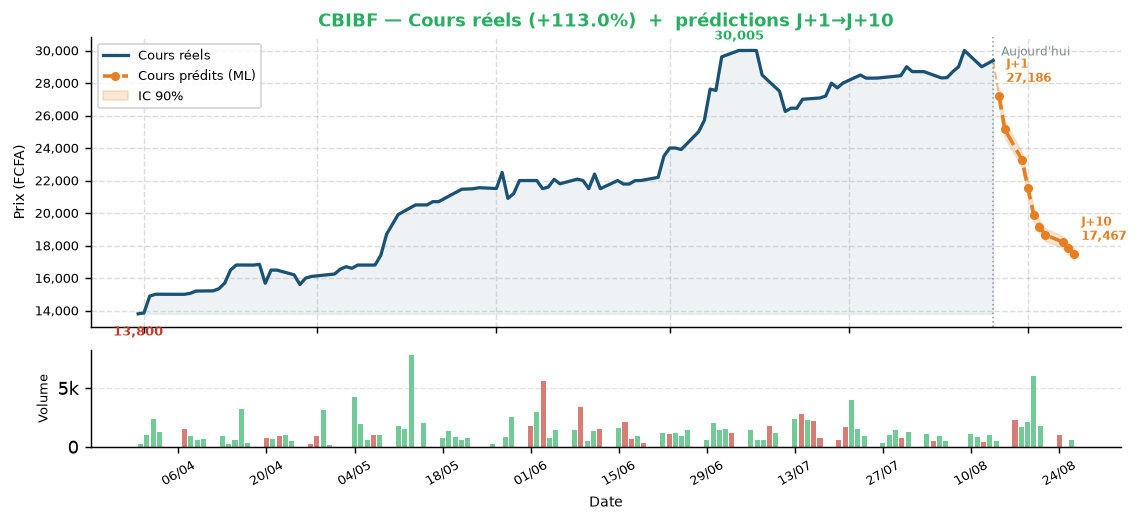 CBIBF — Cours réels (+113.0%)  +  prédictions J+1→J+10
30,005
Cours réels
Cours prédits (ML)
IC 90%
Aujourd'hui
J+1
27,186
J+10
17,467
13,800
Prix (FCFA)
30,000
28,000
26,000
24,000
22,000
20,000
18,000
16,000
14,000
Volume
5k
0
06/04
20/04
04/05
18/05
01/06
15/06
29/06
13/07
27/07
10/08
24/08
Date